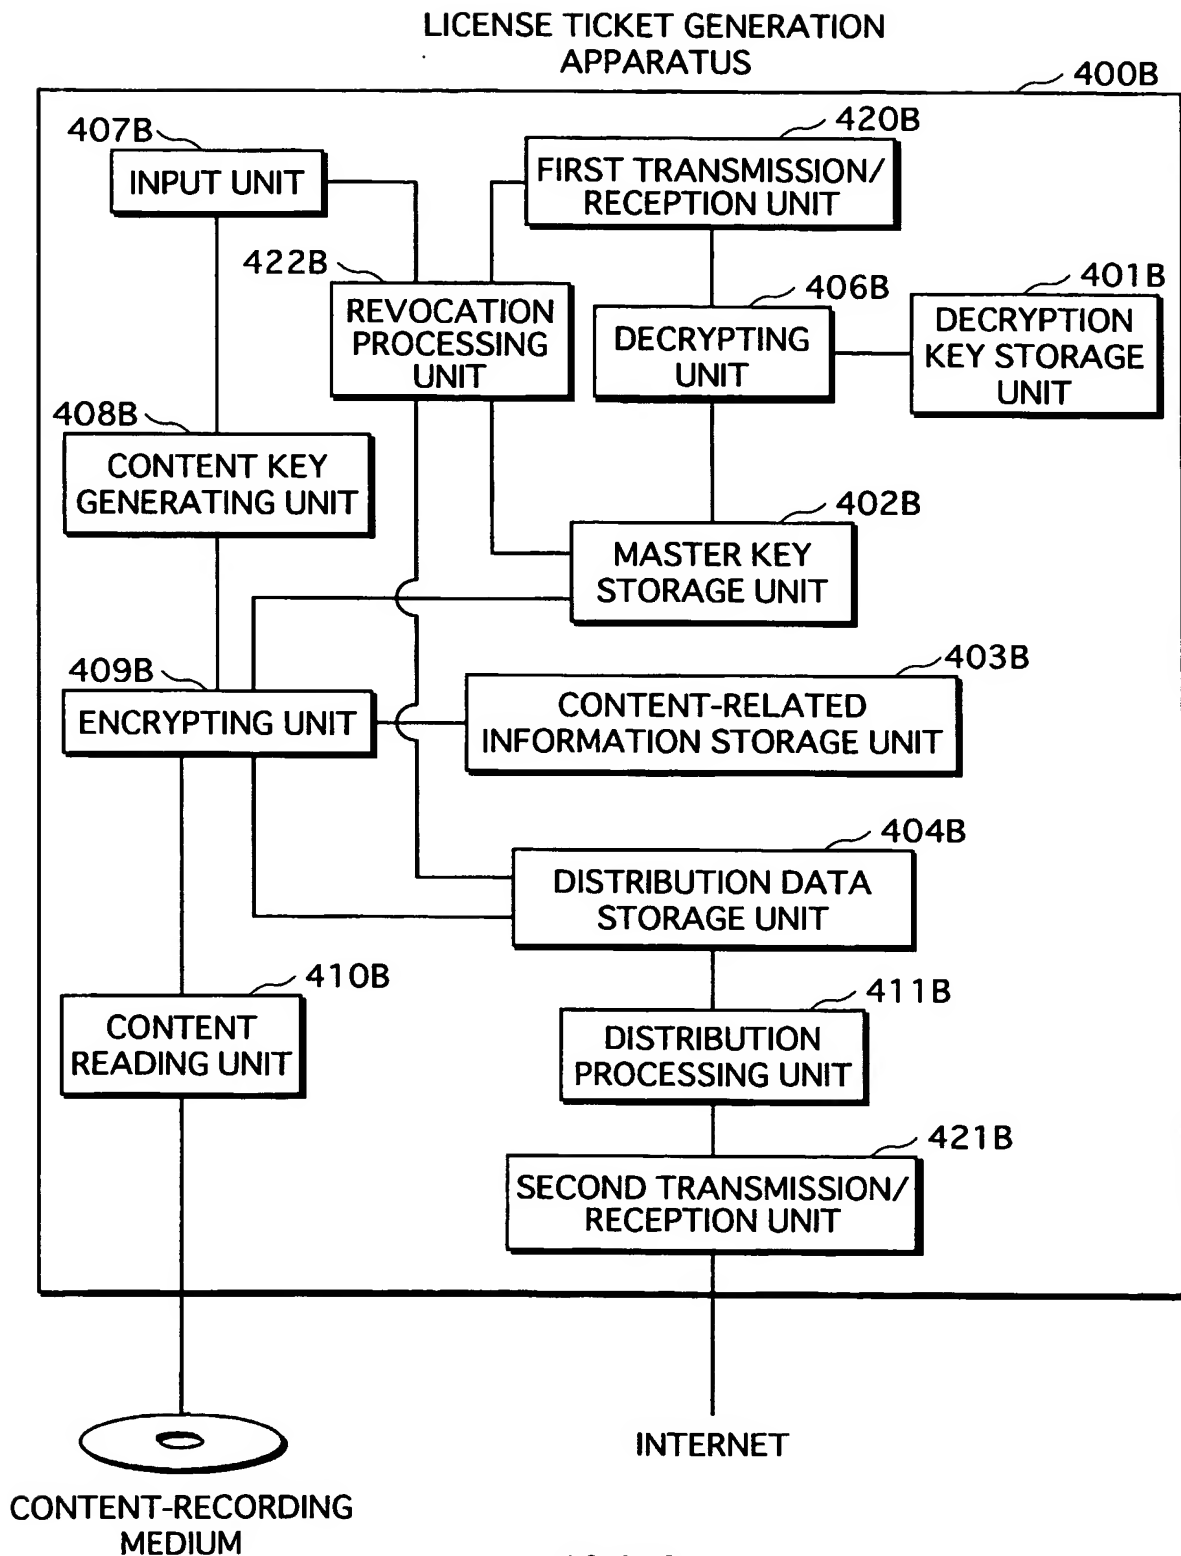 LICENSE TICKET GENERATION
APPARATUS
400B
407B
INPUT UNIT
420B
FIRST TRANSMISSION/
RECEPTION UNIT
422B
REVOCATION
PROCESSING
UNIT
406B
DECRYPTING
UNIT
401B
DECRYPTION
KEY STORAGE
UNIT
408B
CONTENT KEY
GENERATING UNIT
402B
MASTER KEY
STORAGE UNIT
409B
ENCRYPTING UNIT
403B
CONTENT-RELATED
INFORMATION STORAGE UNIT
404B
DISTRIBUTION DATA
STORAGE UNIT
410B
CONTENT
READING UNIT
411B
DISTRIBUTION
PROCESSING UNIT
421B
SECOND TRANSMISSION/
RECEPTION UNIT
INTERNET
CONTENT-RECORDING
MEDIUM